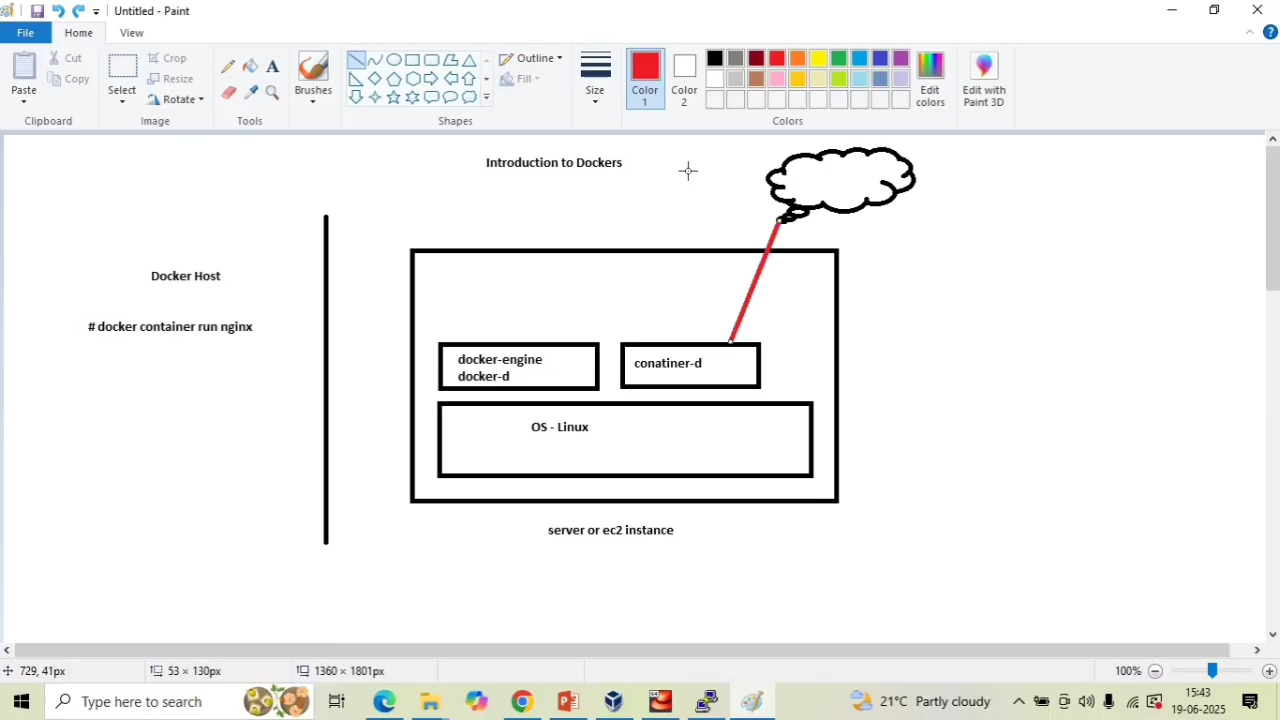 Untitled - Paint
File
Home
View
Paste
Cut
Copy
Clipboard
Select
Crop
Resize
Rotate
Image
A
Tools
Brushes
Outline
Fill
Shapes
Size
Color
1
Color
2
Edit
colors
Colors
Edit with
Paint 3D
Introduction to Dockers
Docker Host
# docker container run nginx
docker-engine
docker-d
conatiner-d
OS - Linux
server or ec2 instance
729, 41px
53 × 130px
1360 × 1801px
100%
Type here to search
21°C Partly cloudy
15:43
19-06-2025